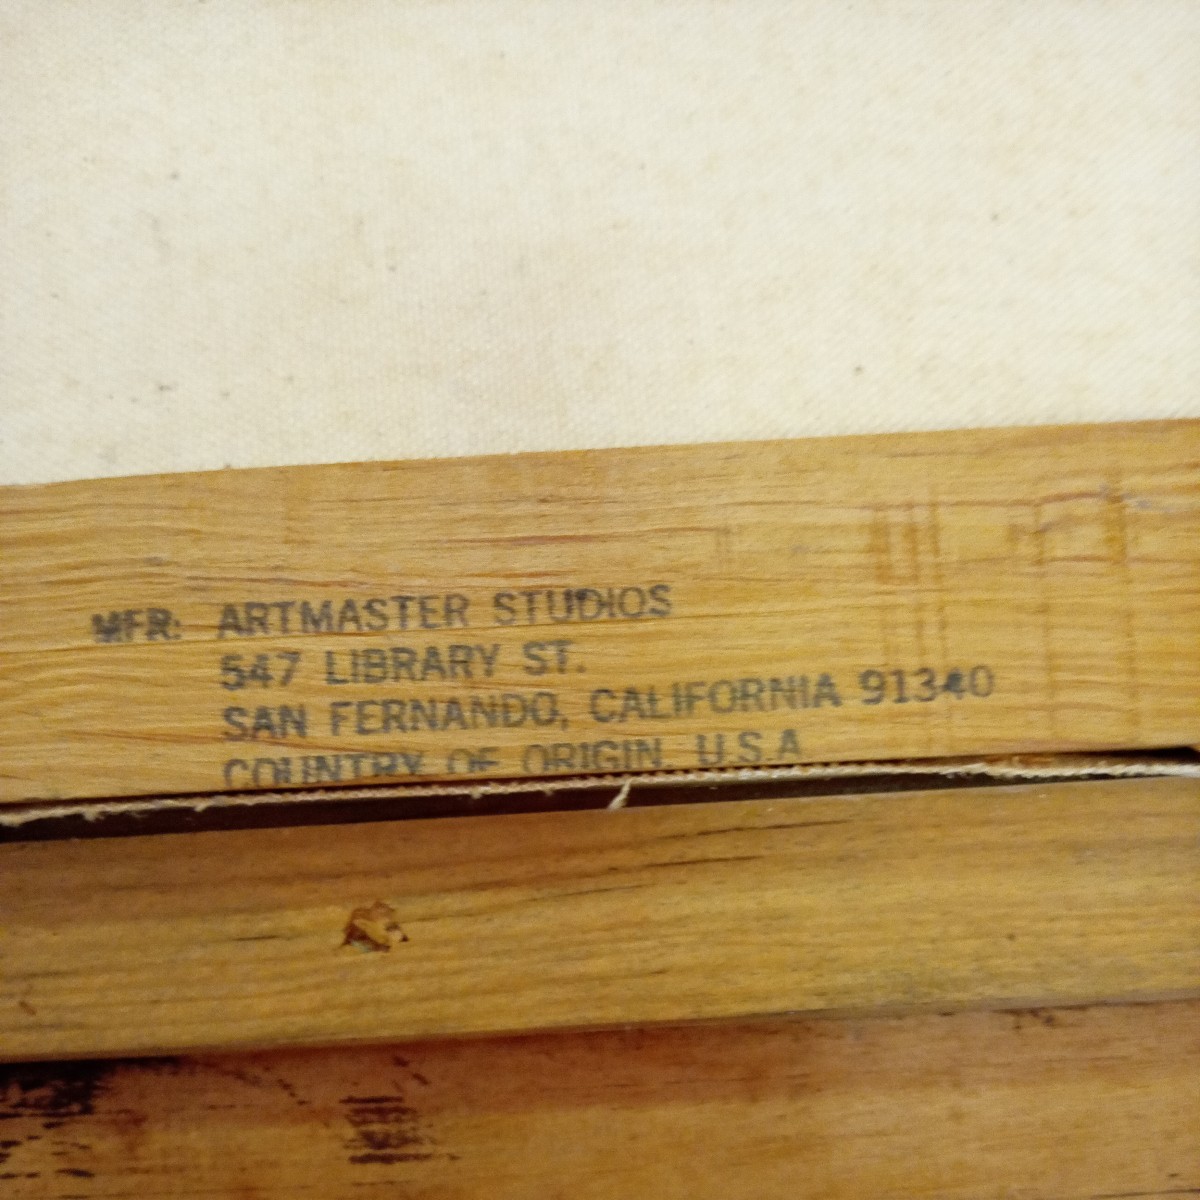 MFR: ARTMASTER STUDIOS
547 LIBRARY ST.
SAN FERNANDO, CALIFORNIA 91340
COUNTRY OF ORIGIN. U.S.A